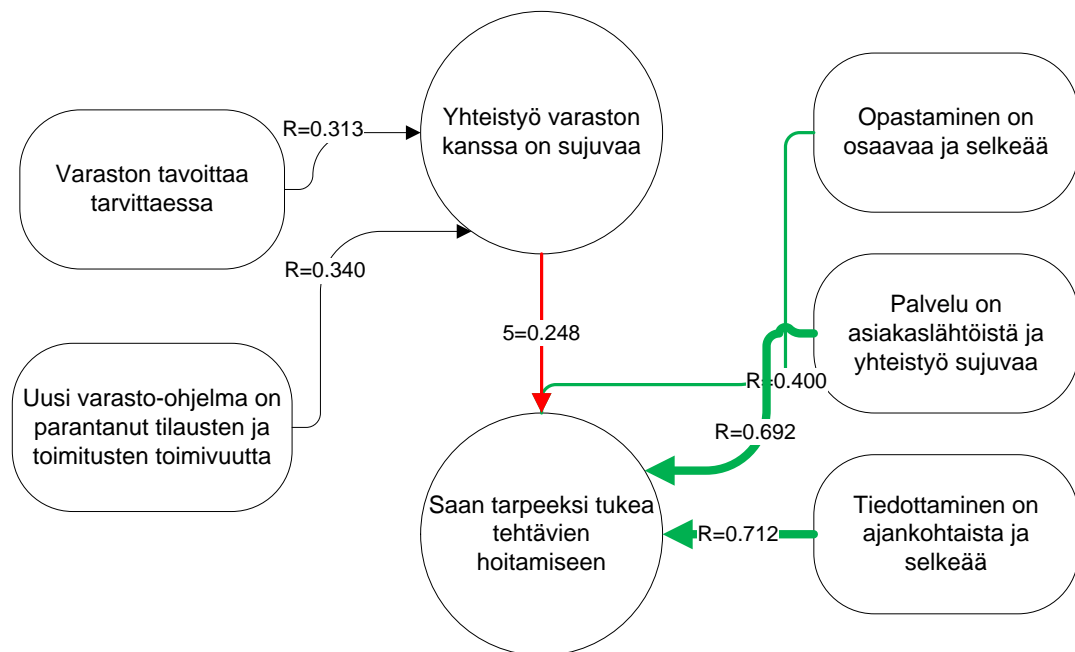 Yhteistyö varaston
kanssa on sujuvaa
Opastaminen on
osaavaa ja selkeää
R=0.313
Varaston tavoittaa
tarvittaessa
R=0.340
Palvelu on
asiakaslähtöistä ja
yhteistyö sujuvaa
5=0.248
R=0.400
Uusi varasto-ohjelma on
parantanut tilausten ja
toimitusten toimivuutta
R=0.692
Saan tarpeeksi tukea
tehtävien
hoitamiseen
R=0.712
Tiedottaminen on
ajankohtaista ja
selkeää